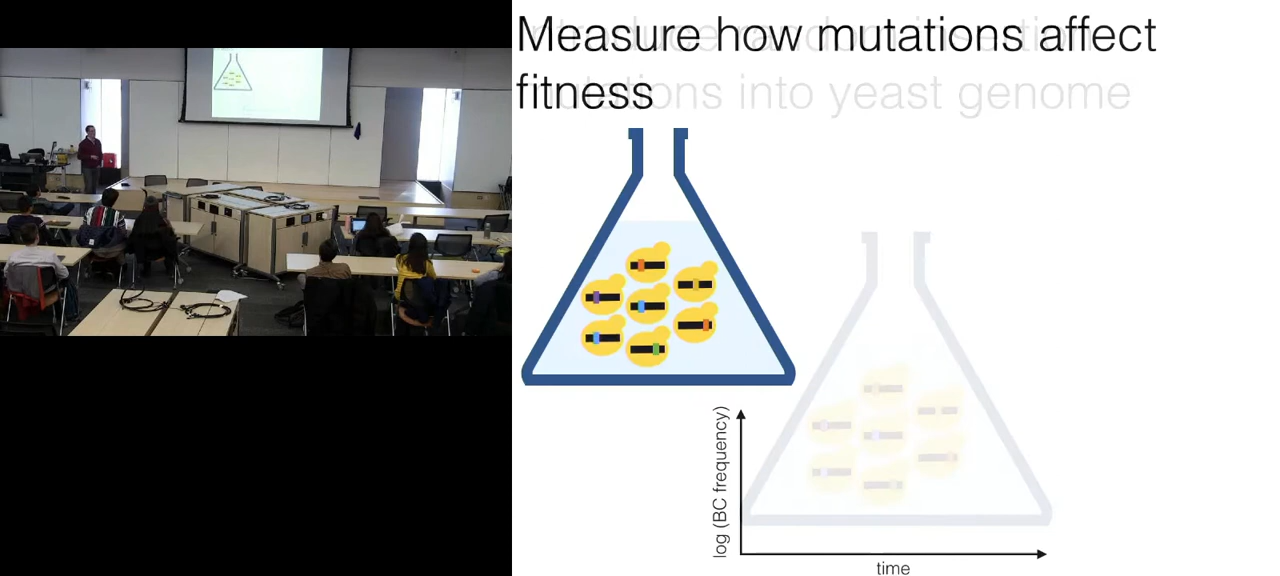 Measure how mutations affect
fitness
mutations into yeast genome
log (BC frequency)
time